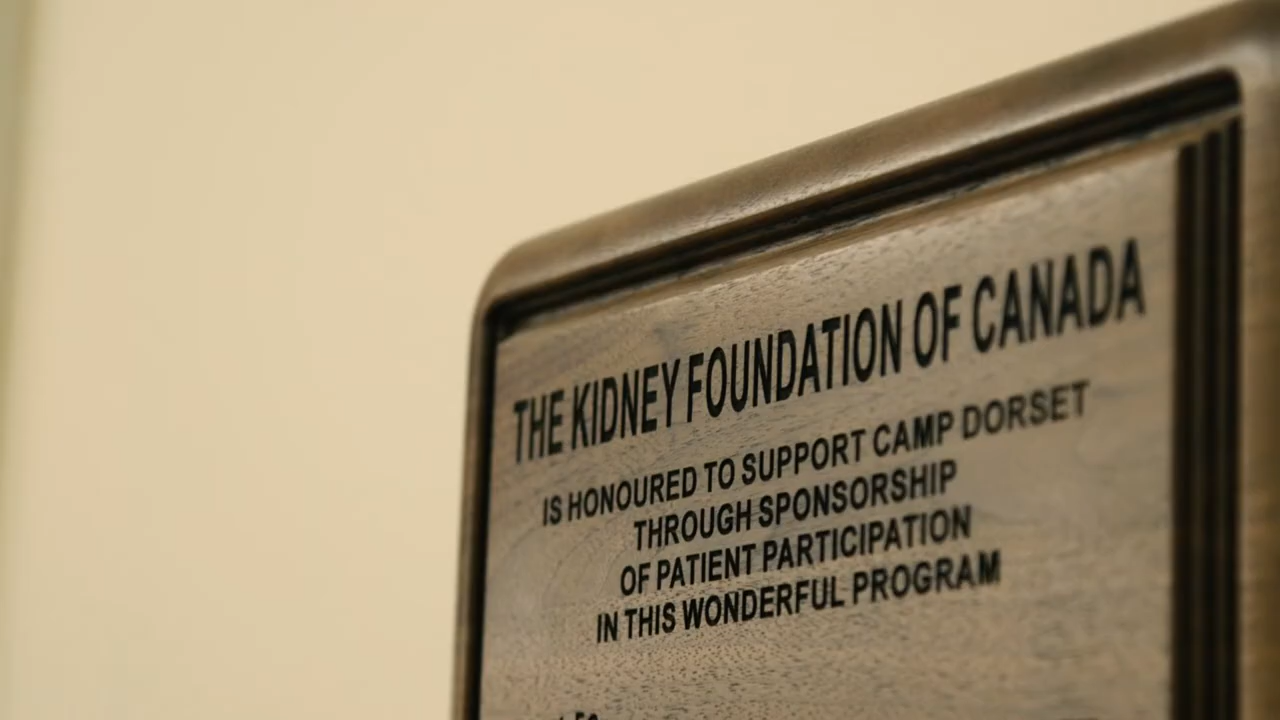 THE KIDNEY FOUNDATION OF CANADA
IS HONOURED TO SUPPORT CAMP DORSET
THROUGH SPONSORSHIP
OF PATIENT PARTICIPATION
IN THIS WONDERFUL PROGRAM